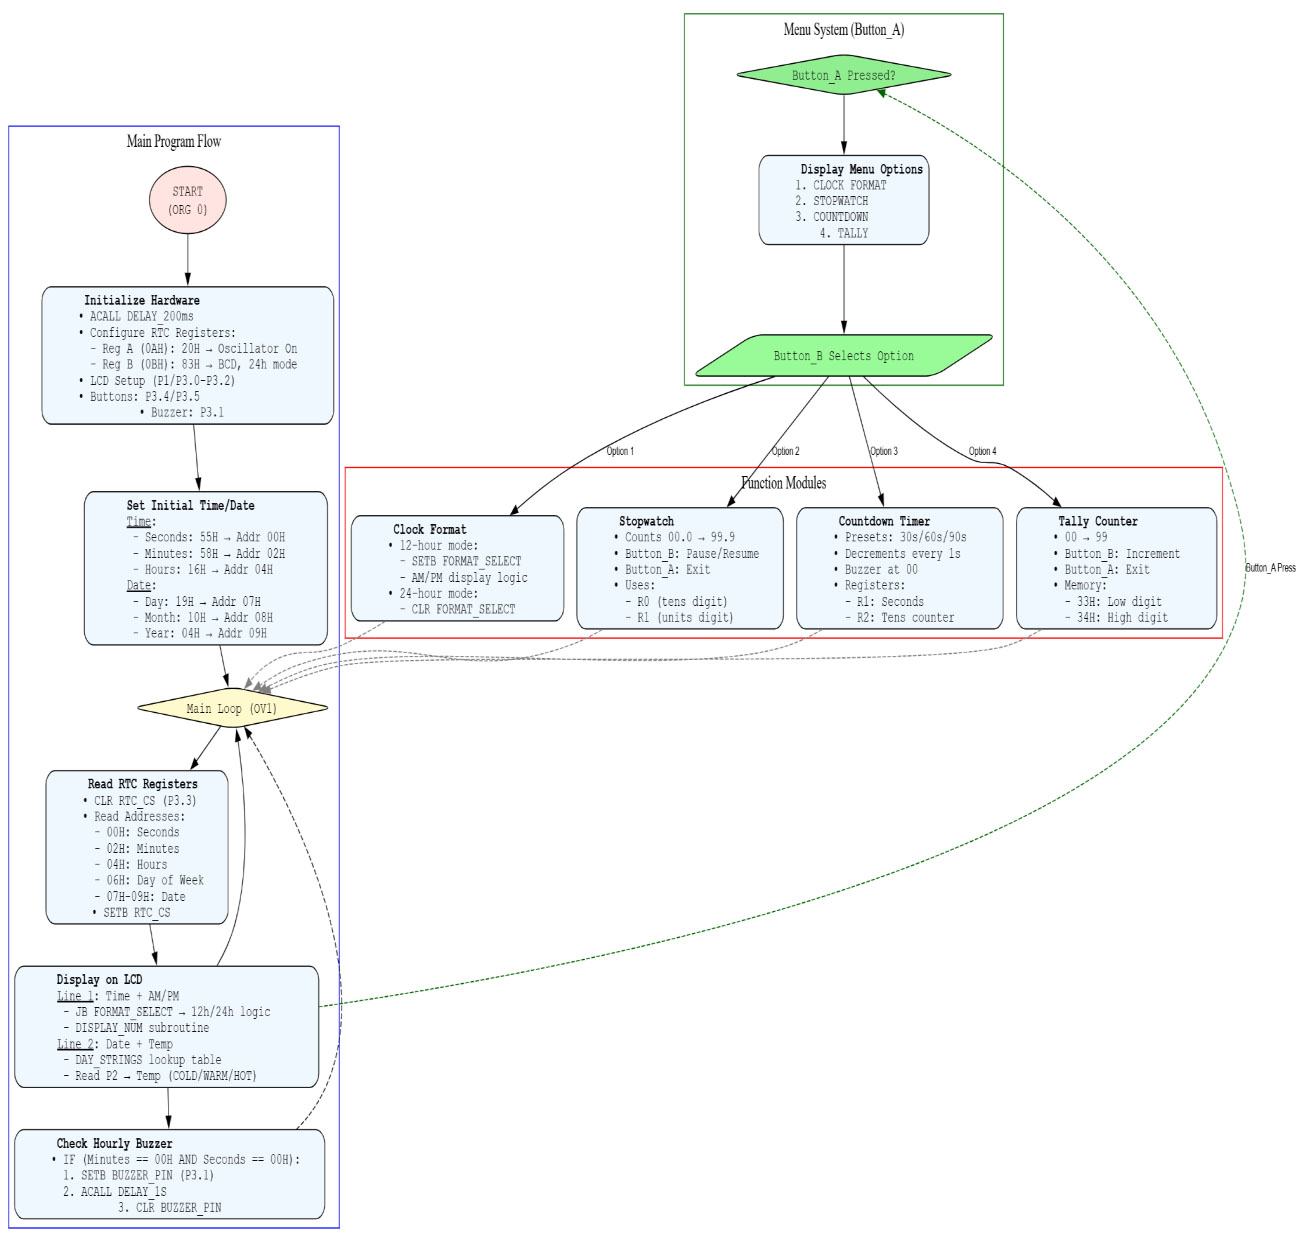 Menu System (Button_A)
Button_A Pressed?
Display Menu Options
1. CLOCK FORMAT
2. STOPWATCH
3. COUNTDOWN
4. TALLY
Button_B Selects Option
Option 1
Option 2
Option 3
Option 4
Button_A Press
Main Program Flow
START
(ORG 0)
Initialize Hardware
• ACALL DELAY_200ms
• Configure RTC Registers:
- Reg A (0AH): 20H → Oscillator On
- Reg B (0BH): 83H → BCD, 24h mode
• LCD Setup (P1/P3.0-P3.2)
• Buttons: P3.4/P3.5
• Buzzer: P3.1
Set Initial Time/Date
Time:
- Seconds: 55H → Addr 00H
- Minutes: 58H → Addr 02H
- Hours: 16H → Addr 04H
Date:
- Day: 19H → Addr 07H
- Month: 10H → Addr 08H
- Year: 04H → Addr 09H
Function Modules
Clock Format
• 12-hour mode:
- SETB FORMAT_SELECT
- AM/PM display logic
• 24-hour mode:
- CLR FORMAT_SELECT
Stopwatch
• Counts 00.0 → 99.9
• Button_B: Pause/Resume
• Button_A: Exit
• Uses:
- R0 (tens digit)
- R1 (units digit)
Countdown Timer
• Presets: 30s/60s/90s
• Decrements every 1s
• Buzzer at 00
• Registers:
- R1: Seconds
- R2: Tens counter
Tally Counter
• 00 → 99
• Button_B: Increment
• Button_A: Exit
• Memory:
- 33H: Low digit
- 34H: High digit
Main Loop (OV1)
Read RTC Registers
• CLR RTC_CS (P3.3)
• Read Addresses:
- 00H: Seconds
- 02H: Minutes
- 04H: Hours
- 06H: Day of Week
- 07H-09H: Date
• SETB RTC_CS
Display on LCD
Line 1: Time + AM/PM
- JB FORMAT_SELECT → 12h/24h logic
- DISPLAY_NUM subroutine
Line 2: Date + Temp
- DAY_STRINGS lookup table
- Read P2 → Temp (COLD/WARM/HOT)
Check Hourly Buzzer
• IF (Minutes == 00H AND Seconds == 00H):
1. SETB BUZZER_PIN (P3.1)
2. ACALL DELAY_1S
3. CLR BUZZER_PIN